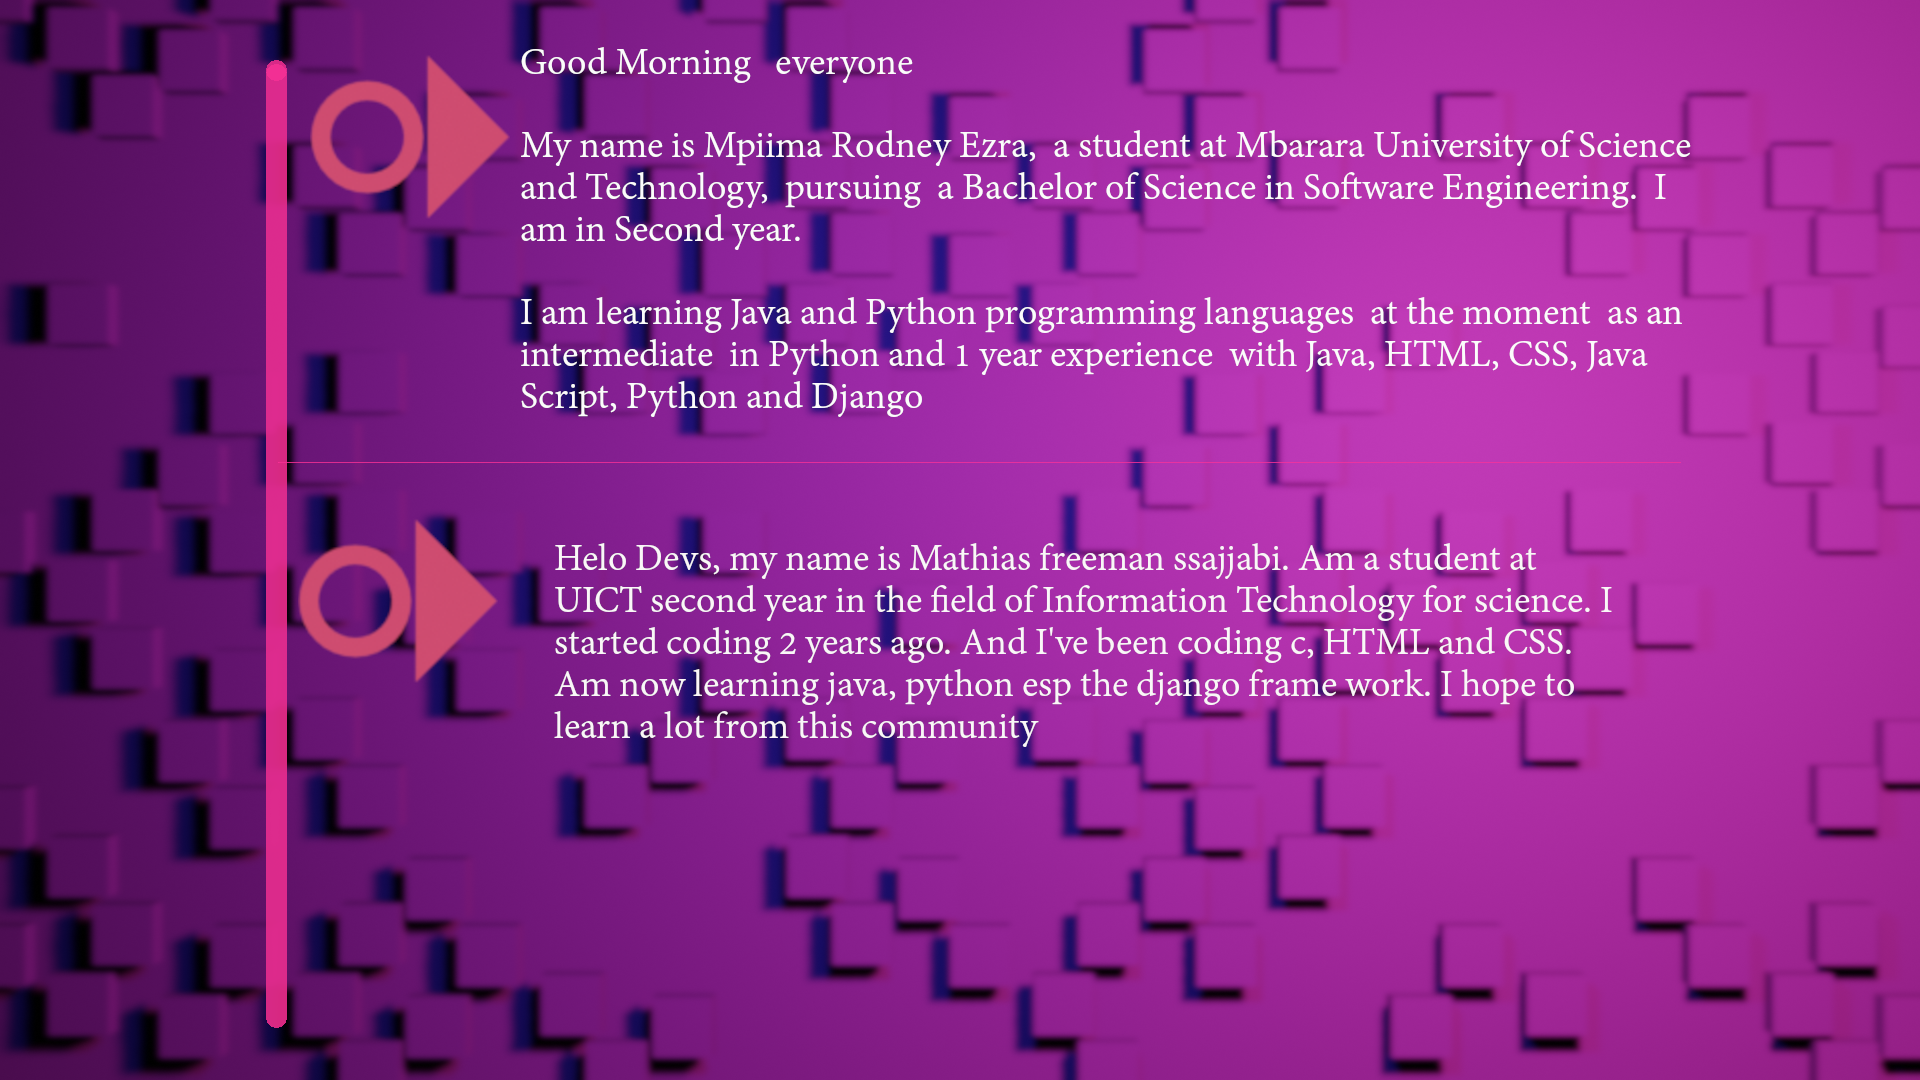 Good Morning everyone
My name is Mpiima Rodney Ezra, a student at Mbarara University of Science
and Technology, pursuing a Bachelor of Science in Software Engineering. I
am in Second year.
I am learning Java and Python programming languages at the moment as an
intermediate in Python and 1 year experience with Java, HTML, CSS, Java
Script, Python and Django
Helo Devs, my name is Mathias freeman ssajjabi. Am a student at
UICT second year in the field of Information Technology for science. I
started coding 2 years ago. And I've been coding c, HTML and CSS.
Am now learning java, python esp the django frame work. I hope to
learn a lot from this community